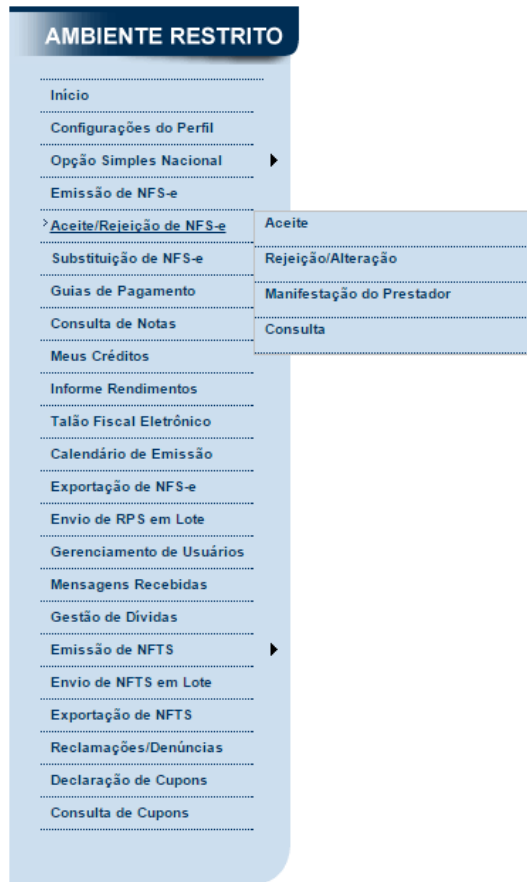 AMBIENTE RESTRITO
Início
Configurações do Perfil
Opção Simples Nacional
Emissão de NFS-e
Aceite/Rejeição de NFS-e
Aceite
Substituição de NFS-e
Rejeição/Alteração
Guias de Pagamento
Manifestação do Prestador
Consulta de Notas
Consulta
Meus Créditos
Informe Rendimentos
Talão Fiscal Eletrônico
Calendário de Emissão
Exportação de NFS-e
Envio de RPS em Lote
Gerenciamento de Usuários
Mensagens Recebidas
Gestão de Dívidas
Emissão de NFTS
Envio de NFTS em Lote
Exportação de NFTS
Reclamações/Denúncias
Declaração de Cupons
Consulta de Cupons